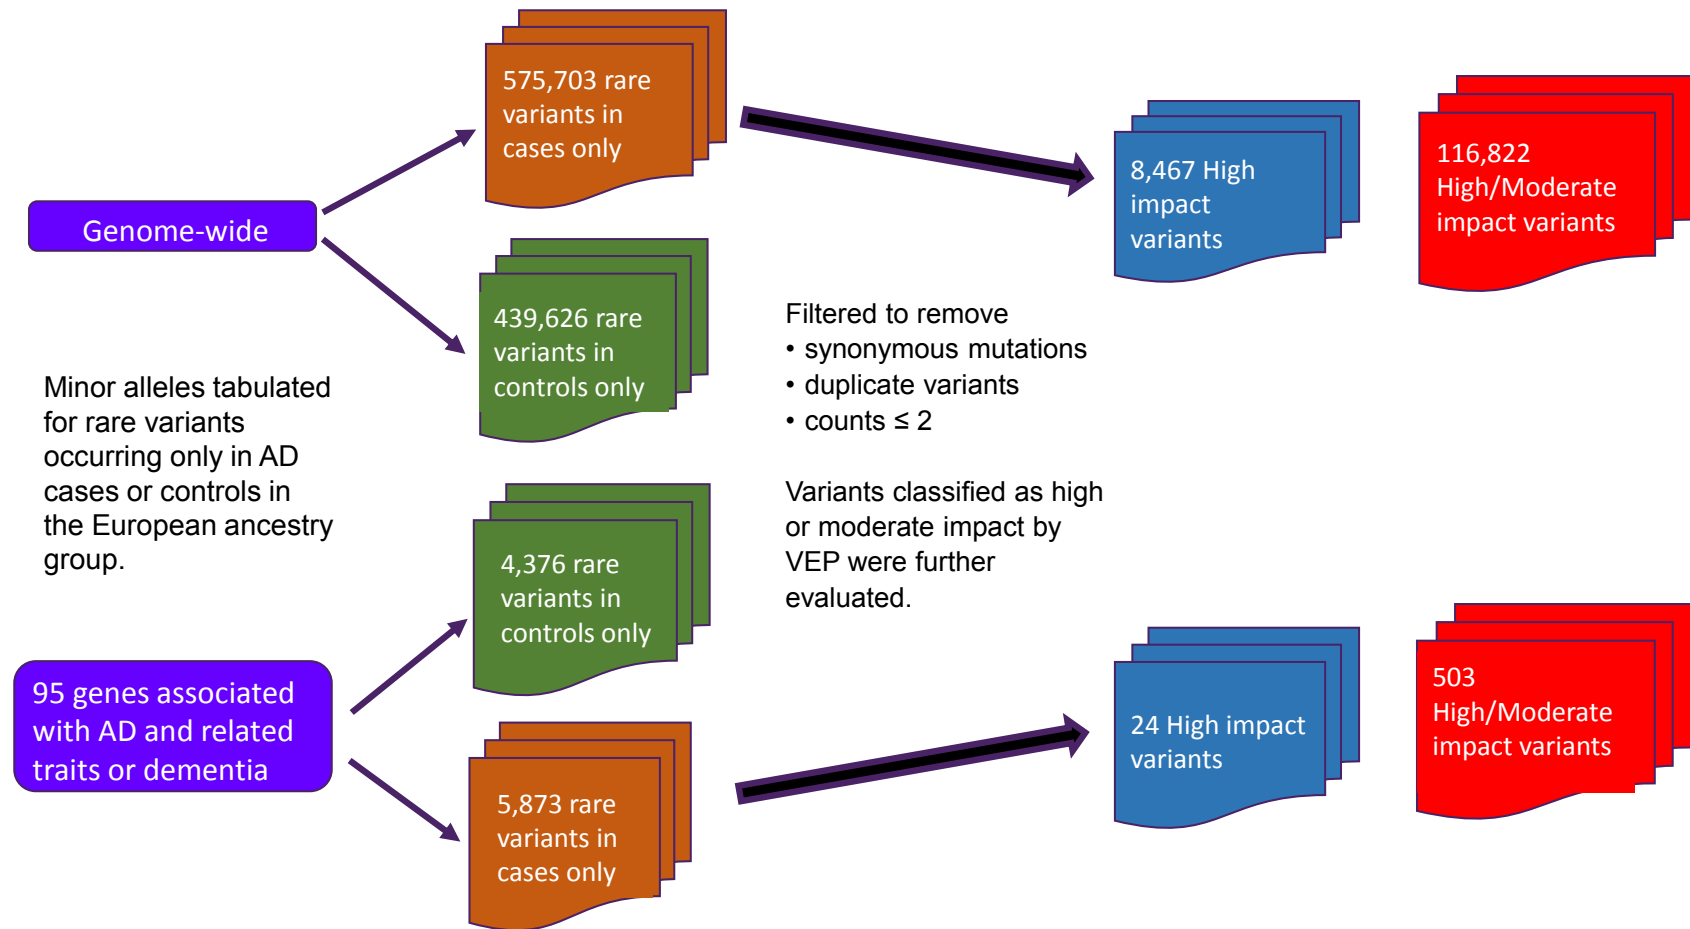 575,703 rare
variants in
cases only
Genome-wide
439,626 rare
variants in
controls only
8,467 High
impact
variants
116,822
High/Moderate
impact variants
Minor alleles tabulated
for rare variants
occurring only in AD
cases or controls in
the European ancestry
group.
Filtered to remove
• synonymous mutations
• duplicate variants
• counts ≤ 2
Variants classified as high
or moderate impact by
VEP were further
evaluated.
4,376 rare
variants in
controls only
95 genes associated
with AD and related
traits or dementia
5,873 rare
variants in
cases only
24 High impact
variants
503
High/Moderate
impact variants